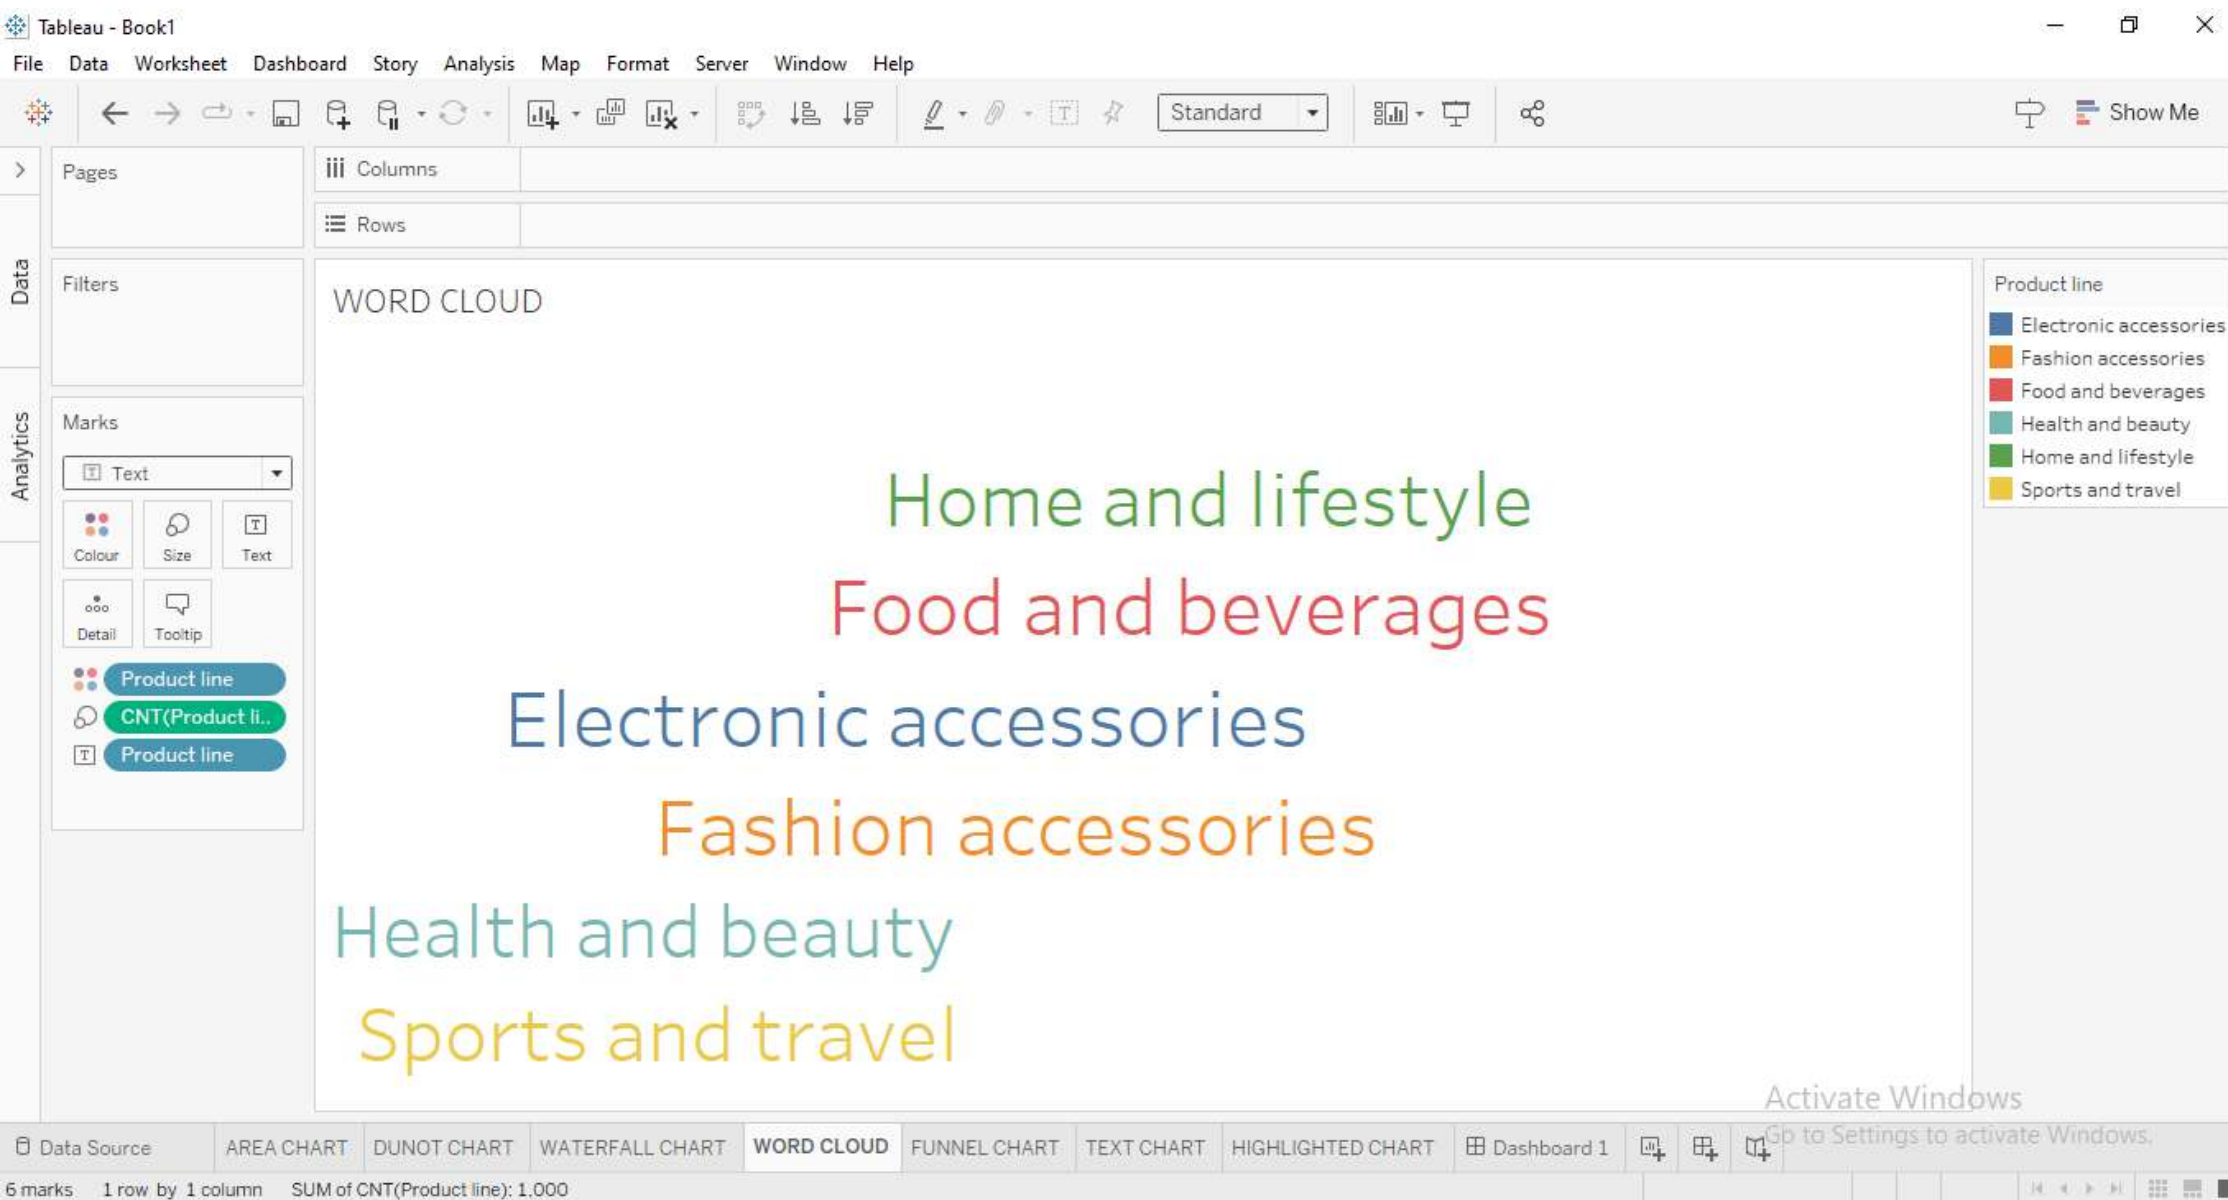 Tableau - Book1
File Data Worksheet Dashboard Story Analysis Map Format Server Window Help
Standard
Show Me
Pages
Columns
Rows
Data
Analytics
Filters
Marks
Text
Colour Size Text
Detail Tooltip
Product line
CNT(Product li..
Product line
WORD CLOUD
Home and lifestyle
Food and beverages
Electronic accessories
Fashion accessories
Health and beauty
Sports and travel
Product line
Electronic accessories
Fashion accessories
Food and beverages
Health and beauty
Home and lifestyle
Sports and travel
Activate Windows
Go to Settings to activate Windows.
Data Source AREA CHART DUNOT CHART WATERFALL CHART WORD CLOUD FUNNEL CHART TEXT CHART HIGHLIGHTED CHART Dashboard 1
6 marks 1 row by 1 column SUM of CNT(Product line): 1,000